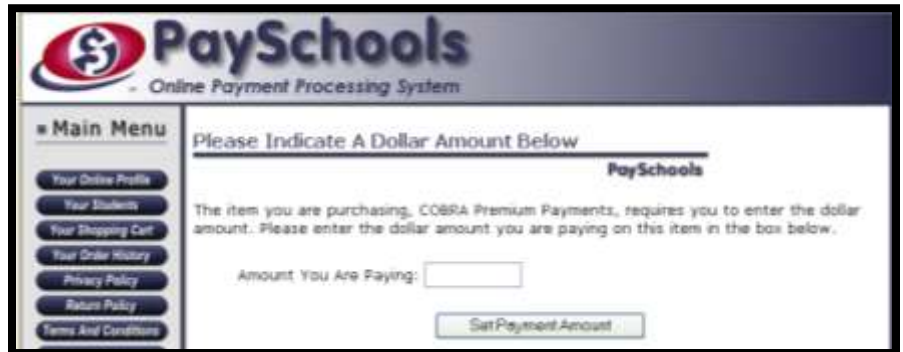 PaySchools
Online Payment Processing System
Main Menu
Your Online Profile
Your Students
Your Shopping Cart
Your Order History
Privacy Policy
Return Policy
Terms And Conditions
Please Indicate A Dollar Amount Below
PaySchools
The item you are purchasing, COBRA Premium Payments, requires you to enter the dollar
amount. Please enter the dollar amount you are paying on this item in the box below.
Amount You Are Paying:
Set Payment Amount